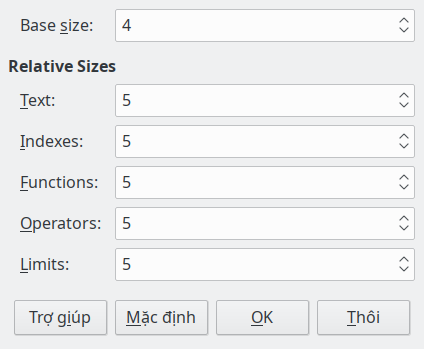 Base size: 4
Relative Sizes
Text: 5
Indexes: 5
Functions: 5
Operators: 5
Limits: 5
Trợ giúp Mặc định OK Thôi